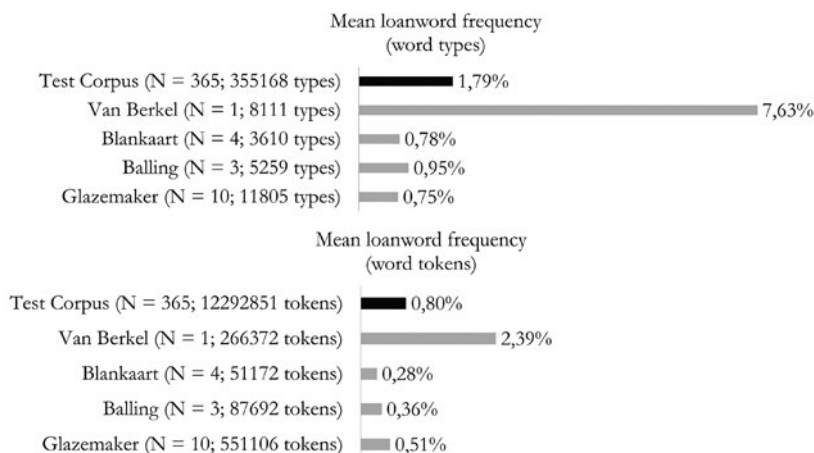 Mean loanword frequency
(word types)
Test Corpus (N = 365; 355168 types) 1,79%
Van Berkel (N = 1; 8111 types) 7,63%
Blankaart (N = 4; 3610 types) 0,78%
Balling (N = 3; 5259 types) 0,95%
Glazemaker (N = 10; 11805 types) 0,75%
Mean loanword frequency
(word tokens)
Test Corpus (N = 365; 12292851 tokens) 0,80%
Van Berkel (N = 1; 266372 tokens) 2,39%
Blankaart (N = 4; 51172 tokens) 0,28%
Balling (N = 3; 87692 tokens) 0,36%
Glazemaker (N = 10; 551106 tokens) 0,51%